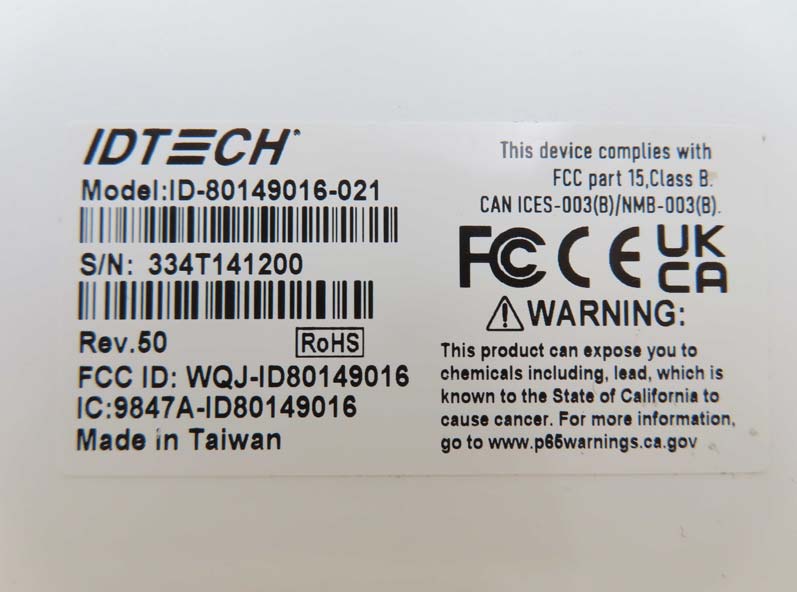 IDTECH
Model:ID-80149016-021
S/N: 334T141200
Rev.50
RoHS
FCC ID: WQJ-ID80149016
IC:9847A-ID80149016
Made in Taiwan
This device complies with
FCC part 15,Class B.
CAN ICES-003(B)/NMB-003(B).
FC CE UK
CA
WARNING:
This product can expose you to
chemicals including, lead, which is
known to the State of California to
cause cancer. For more information,
go to www.p65warnings.ca.gov